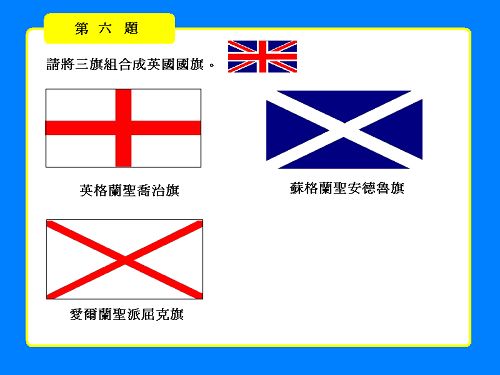 第六題
請將三旗組合成英國國旗。
英格蘭聖喬治旗
蘇格蘭聖安德魯旗
愛爾蘭聖派屈克旗